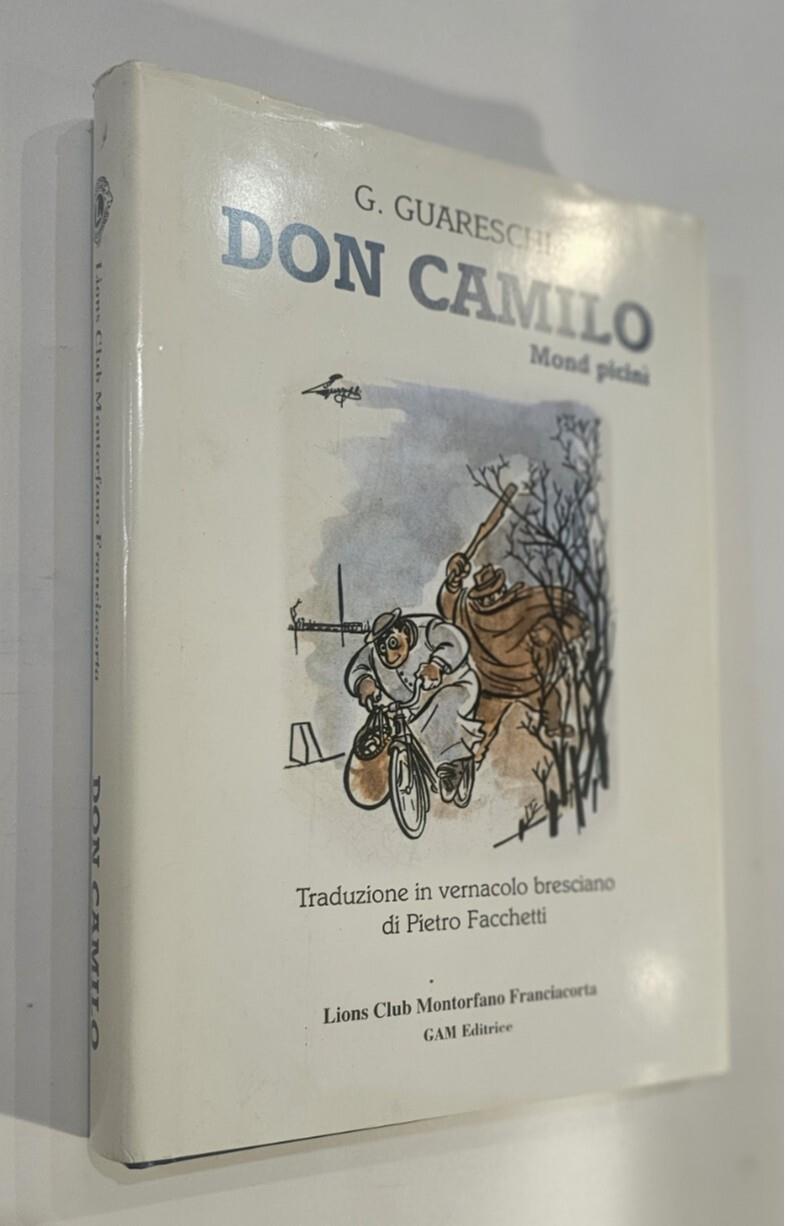 G. GUARESCHI
DON CAMILO
Mond picinì
Traduzione in vernacolo bresciano
di Pietro Facchetti
Lions Club Montorfano Franciacorta
GAM Editrice
Lions Club Montorfano Franciacorta
DON CAMILO